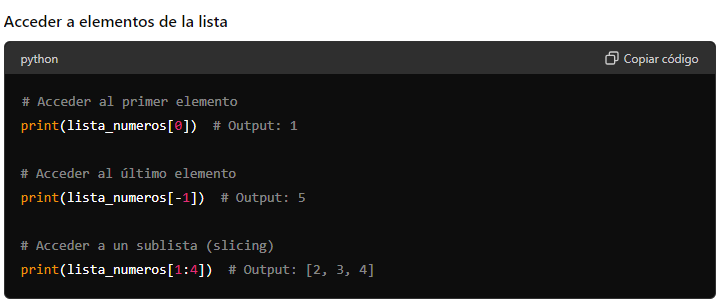 Acceder a elementos de la lista
python
Copiar código
# Acceder al primer elemento
print(lista_numeros[0])  # Output: 1
# Acceder al último elemento
print(lista_numeros[-1])  # Output: 5
# Acceder a un sublista (slicing)
print(lista_numeros[1:4])  # Output: [2, 3, 4]